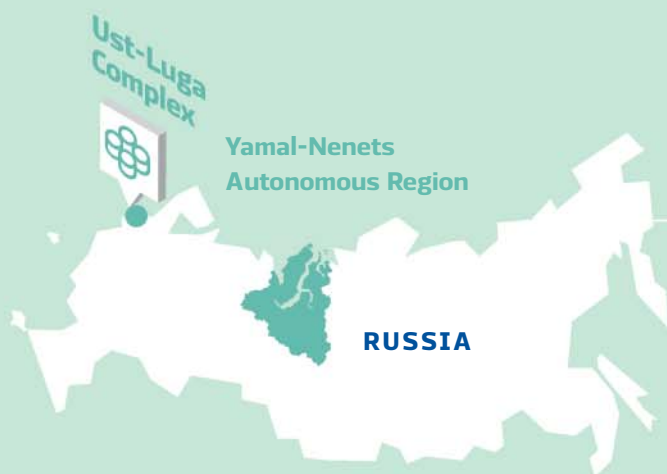 Ust-Luga
Complex
Yamal-Nenets
Autonomous Region
RUSSIA